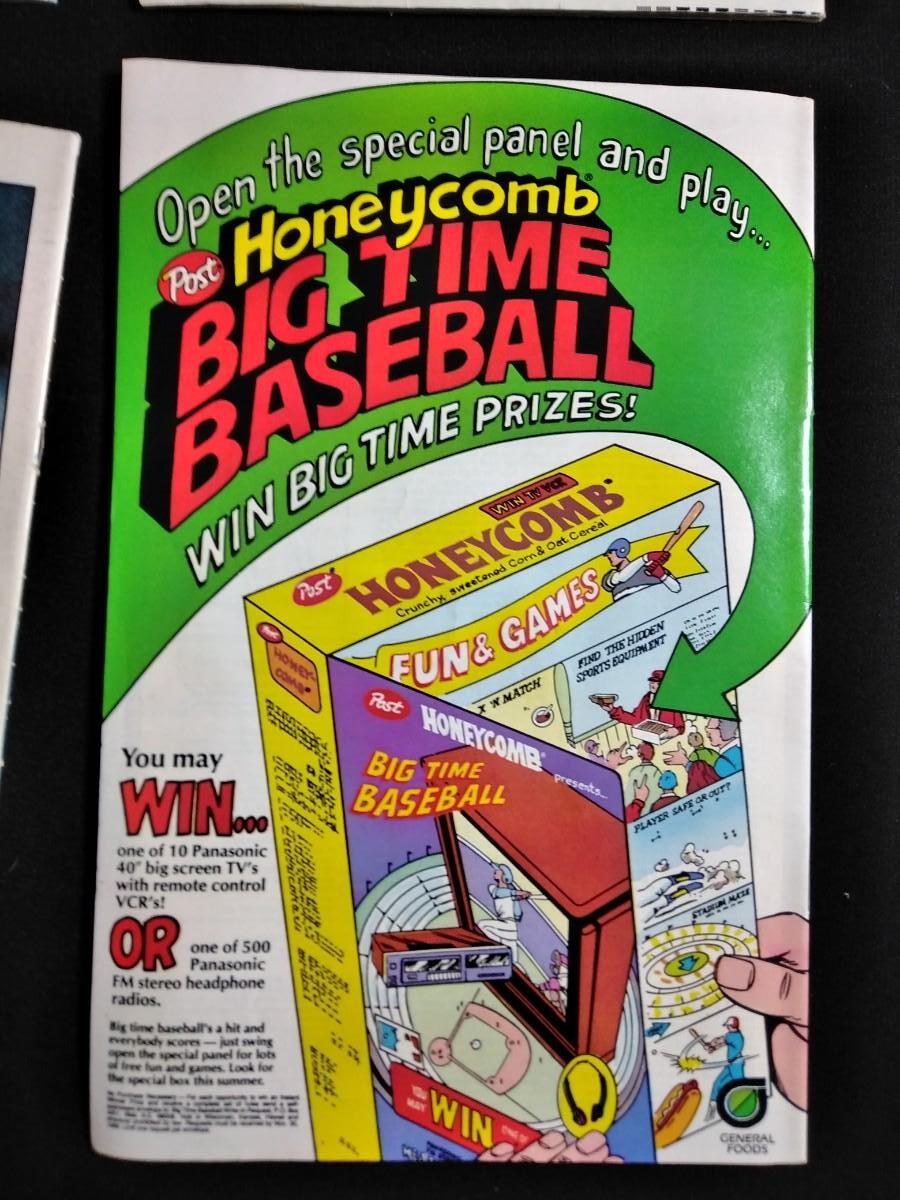 Open the special panel and play...
Post Honeycomb®
BIG TIME
BASEBALL
WIN BIG TIME PRIZES!
WIN TV VCR
Post HONEYCOMB
Crunchy, sweetened Corn & Oat Cereal
FUN & GAMES
Post
HONEY-
COMB
FIND THE HIDDEN
SPORTS EQUIPMENT
'N MATCH
Post HONEYCOMB®
presents...
BIG TIME
BASEBALL
PLAYER SAFE OR OUT?
STADIUM MAZE
You may
WIN...
one of 10 Panasonic
40" big screen TV's
with remote control
VCR's!
OR one of 500
Panasonic
FM stereo headphone
radios.
Big time baseball's a hit and
everybody scores — just swing
open the special panel for lots
of free fun and games. Look for
the special box this summer.
YOU
MAY
WIN
GENERAL
FOODS